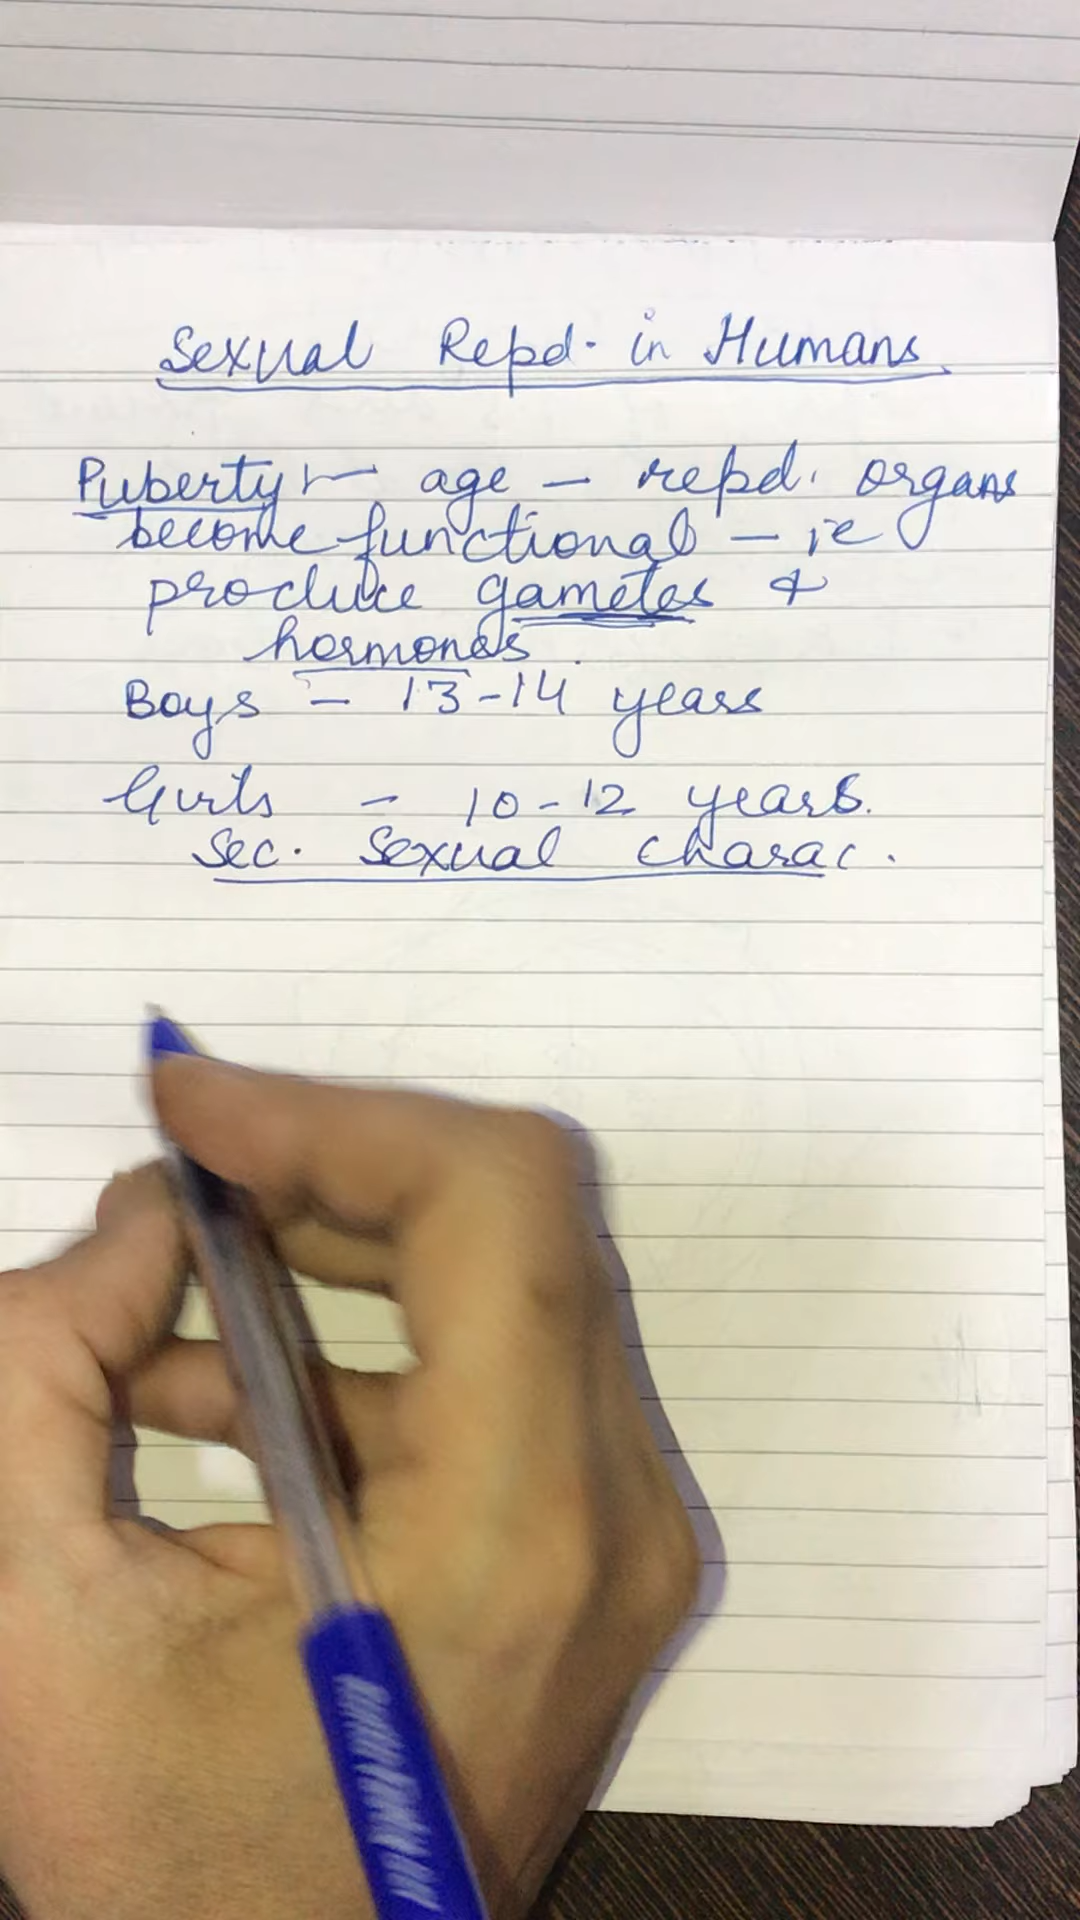 Sexual Repd. in Humans
Puberty :- age - repd. organs
become functional - ie
produce gametes &
hormones
Boys - 13-14 years
Girls - 10-12 years.
Sec. Sexual charac.